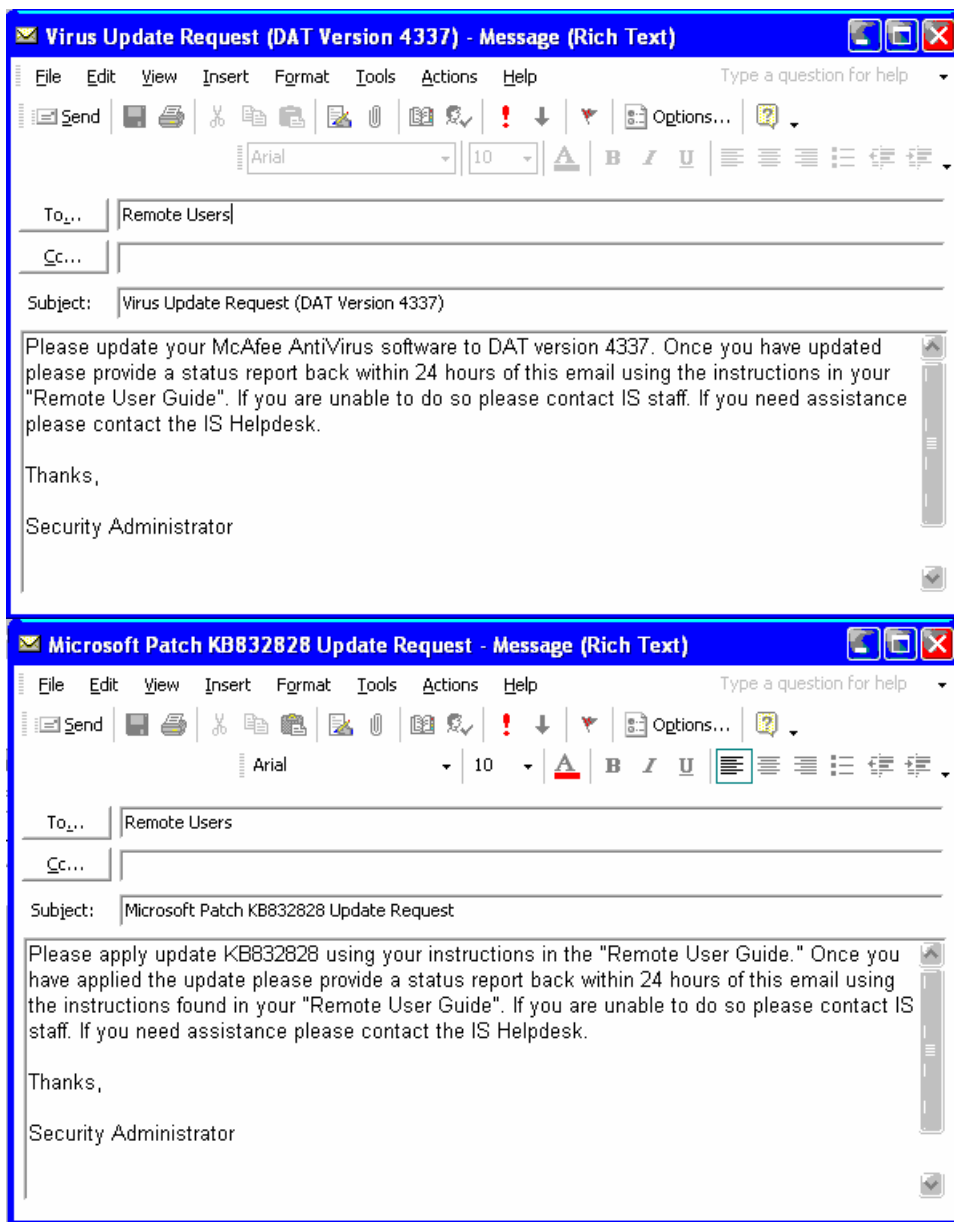 Virus Update Request (DAT Version 4337) - Message (Rich Text)
File Edit View Insert Format Tools Actions Help Type a question for help
Send Options...
Arial 10 A B I U
To...
Remote Users
Cc...
Subject: Virus Update Request (DAT Version 4337)
Please update your McAfee AntiVirus software to DAT version 4337. Once you have updated
please provide a status report back within 24 hours of this email using the instructions in your
"Remote User Guide". If you are unable to do so please contact IS staff. If you need assistance
please contact the IS Helpdesk.
Thanks,
Security Administrator
Microsoft Patch KB832828 Update Request - Message (Rich Text)
File Edit View Insert Format Tools Actions Help Type a question for help
Send Options...
Arial 10 A B I U
To...
Remote Users
Cc...
Subject: Microsoft Patch KB832828 Update Request
Please apply update KB832828 using your instructions in the "Remote User Guide." Once you
have applied the update please provide a status report back within 24 hours of this email using
the instructions found in your "Remote User Guide". If you are unable to do so please contact IS
staff. If you need assistance please contact the IS Helpdesk.
Thanks,
Security Administrator